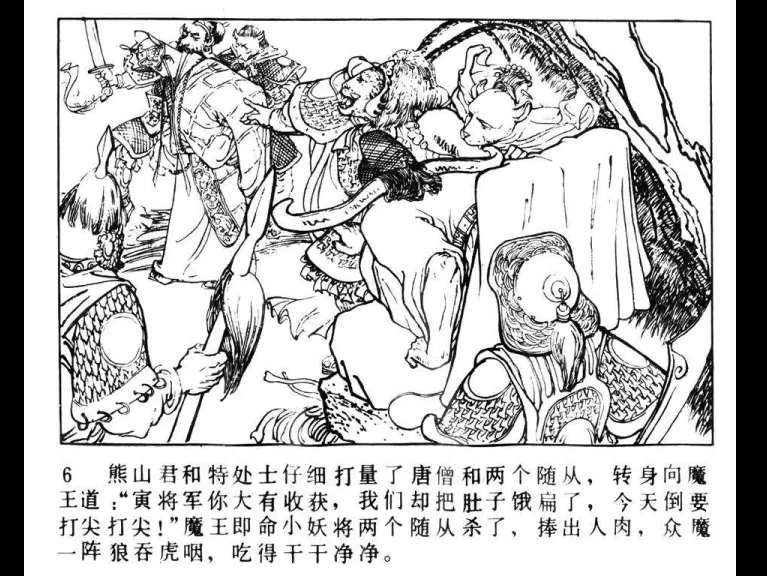 6 熊山君和特处士仔细打量了唐僧和两个随从，转身向魔
王道：“寅将军你大有收获，我们却把肚子饿扁了，今天倒要
打尖打尖！”魔王即命小妖将两个随从杀了，捧出人肉，众魔
一阵狼吞虎咽，吃得干干净净。